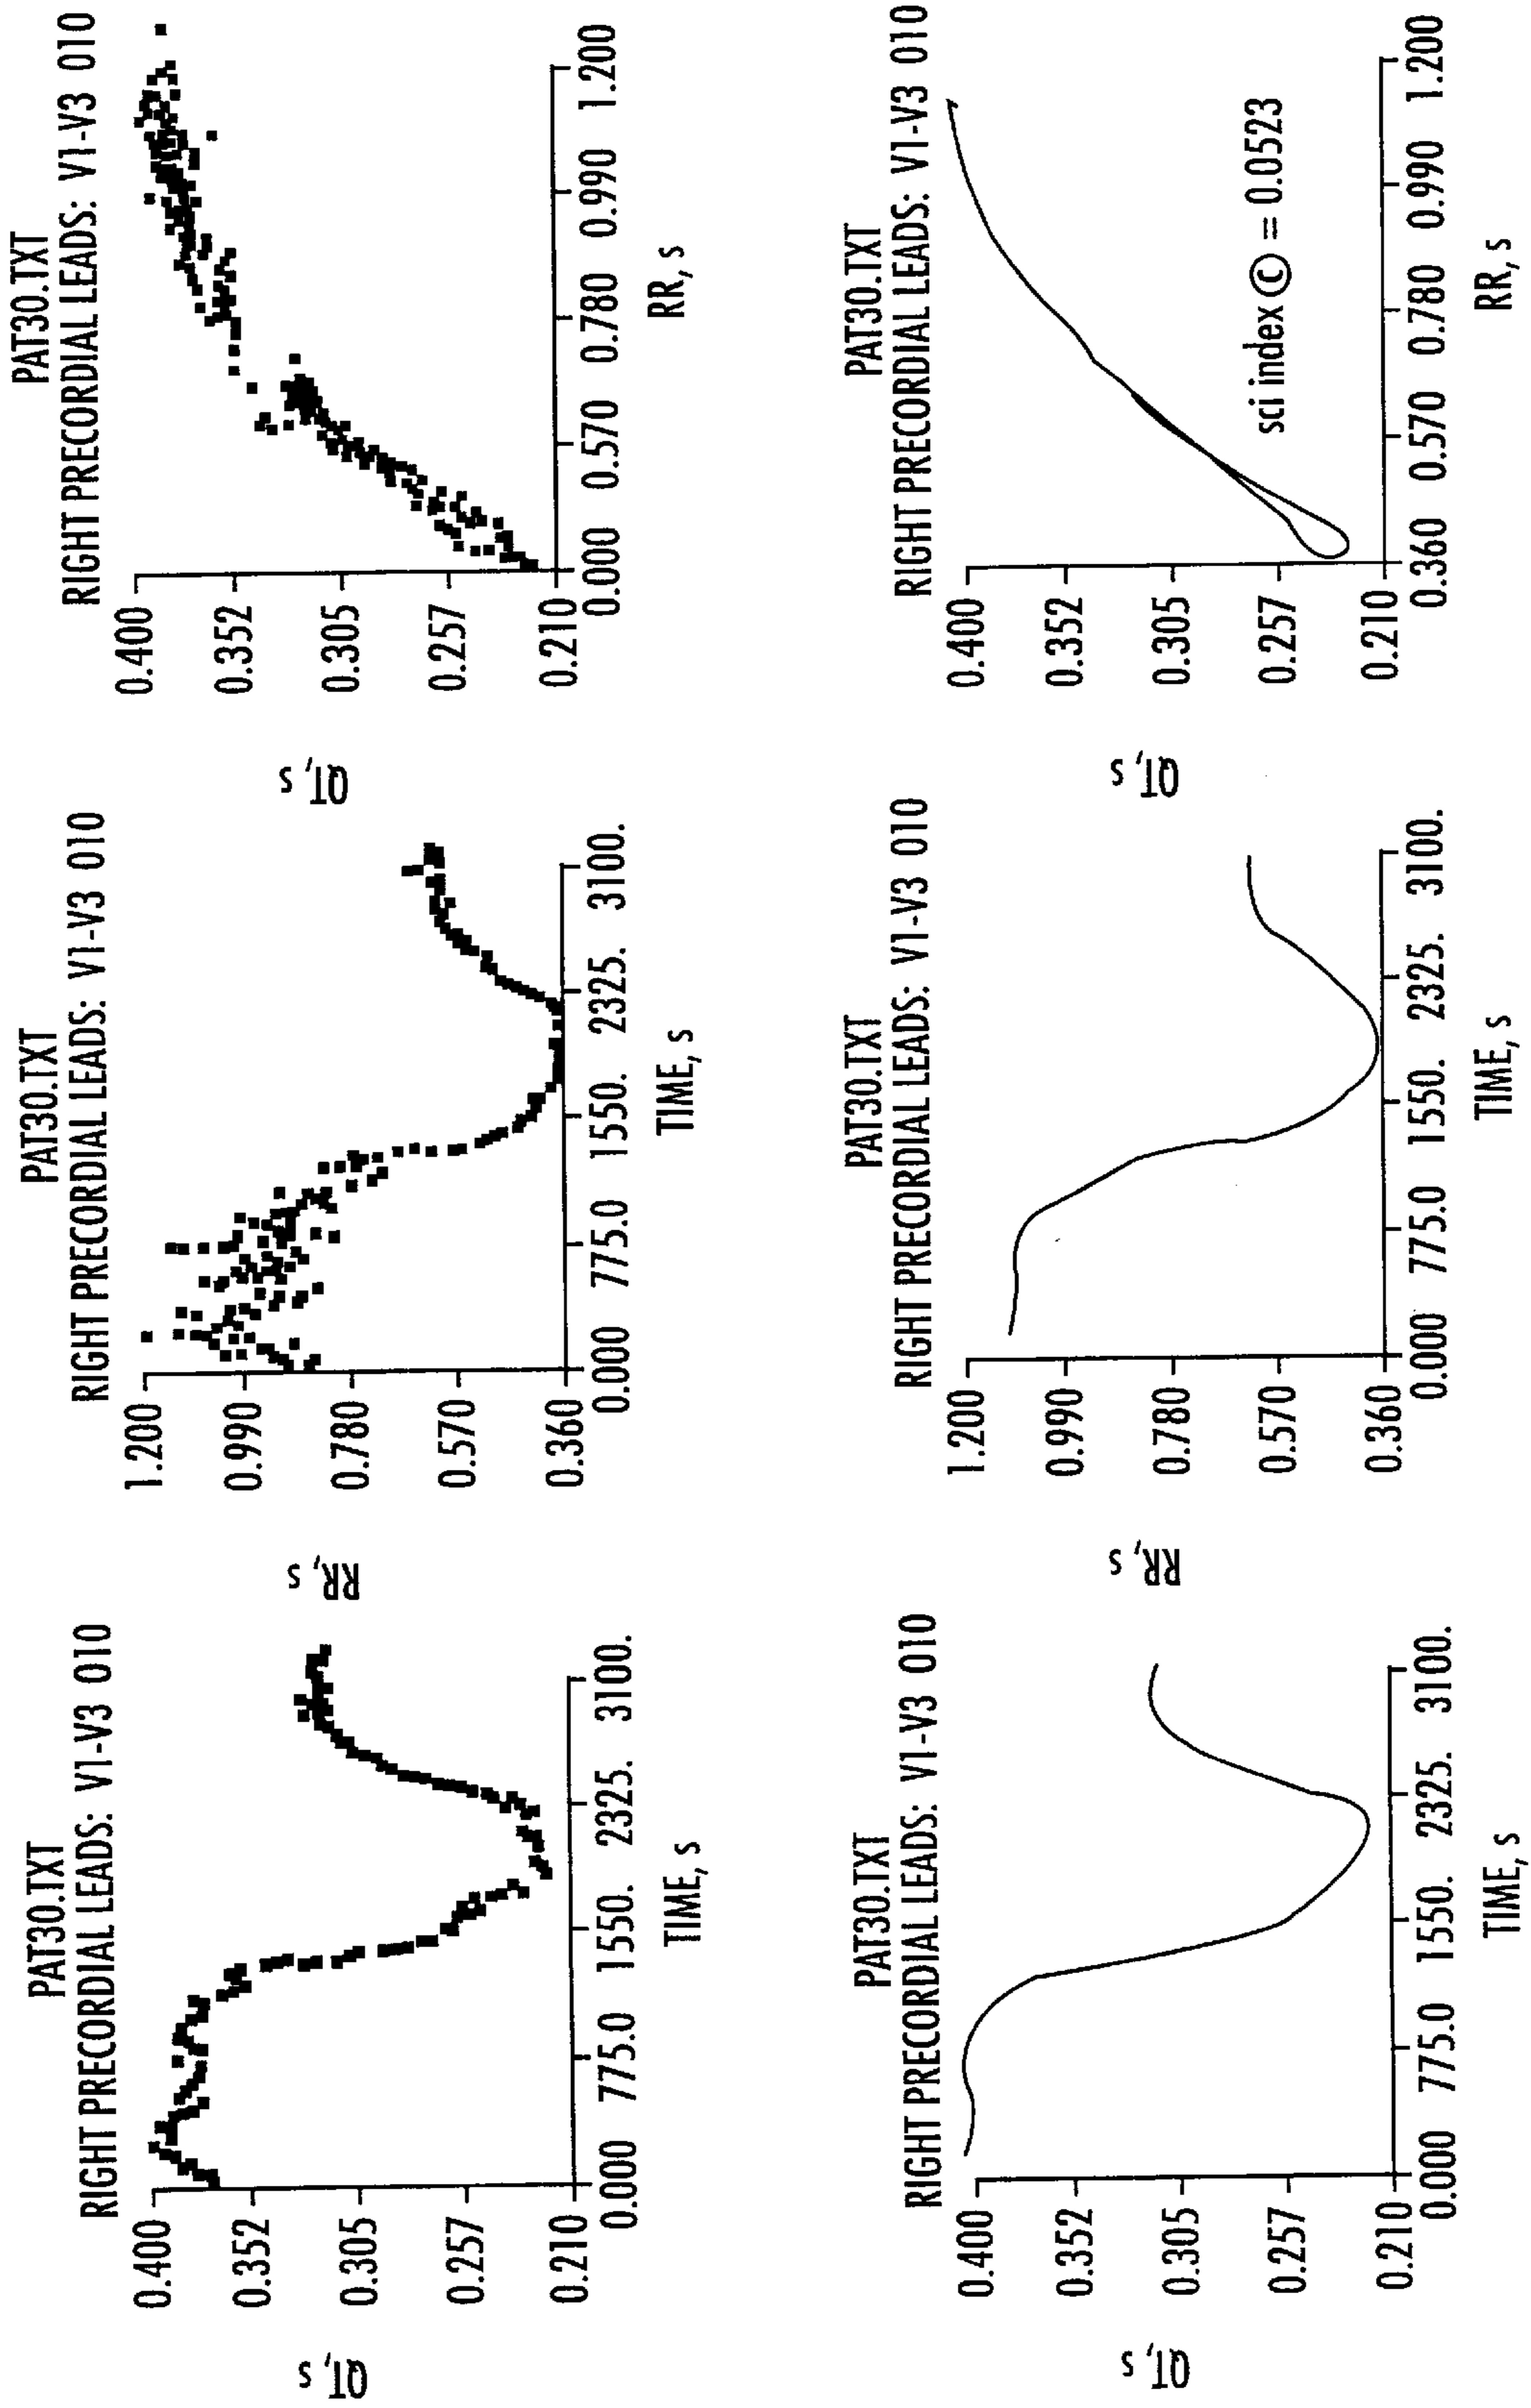 PAT30.TXT
RIGHT PRECORDIAL LEADS: V1-V3 010
QT, s
0.400
0.352
0.305
0.257
0.210
0.000 775.0 1550. 2325. 3100.
TIME, s
PAT30.TXT
RIGHT PRECORDIAL LEADS: V1-V3 010
RR, s
1.200
0.990
0.780
0.570
0.360
0.000 775.0 1550. 2325. 3100.
TIME, s
PAT30.TXT
RIGHT PRECORDIAL LEADS: V1-V3 010
QT, s
0.400
0.352
0.305
0.257
0.210
0.000 0.570 0.780 0.990 1.200
RR, s
PAT30.TXT
RIGHT PRECORDIAL LEADS: V1-V3 010
QT, s
0.400
0.352
0.305
0.257
0.210
0.000 775.0 1550. 2325. 3100.
TIME, s
PAT30.TXT
RIGHT PRECORDIAL LEADS: V1-V3 010
RR, s
1.200
0.990
0.780
0.570
0.360
0.000 775.0 1550. 2325. 3100.
TIME, s
PAT30.TXT
RIGHT PRECORDIAL LEADS: V1-V3 010
QT, s
0.400
0.352
0.305
0.257
0.210
sci index © = 0.0523
0.360 0.570 0.780 0.990 1.200
RR, s